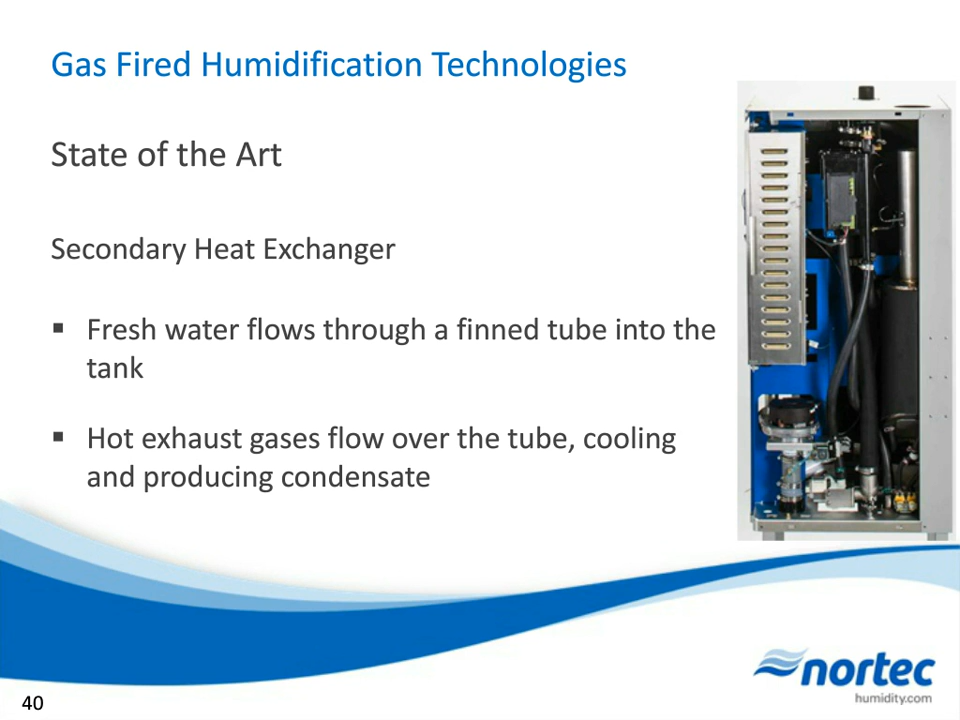 Gas Fired Humidification Technologies
State of the Art
Secondary Heat Exchanger
▪ Fresh water flows through a finned tube into the
tank
▪ Hot exhaust gases flow over the tube, cooling
and producing condensate
nortec
humidity.com
40